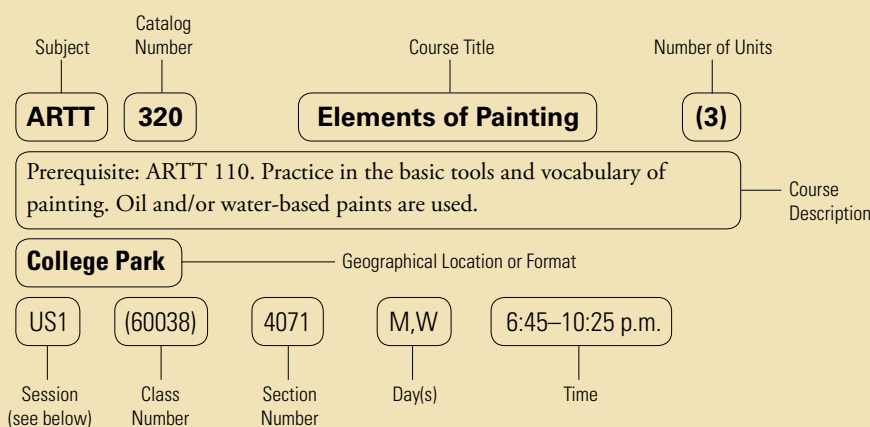 Catalog
Subject Number Course Title Number of Units
ARTT 320 Elements of Painting (3)
Prerequisite: ARTT 110. Practice in the basic tools and vocabulary of
painting. Oil and/or water-based paints are used.
Course
Description
College Park Geographical Location or Format
US1 (60038) 4071 M,W 6:45–10:25 p.m.
Session Class Section Day(s) Time
(see below) Number Number